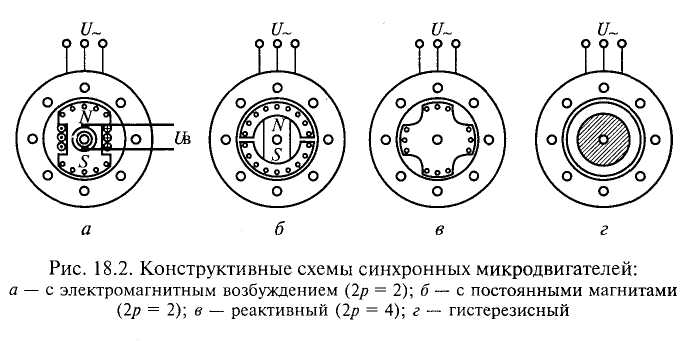 U~ U~ U~ U~
N
S
Uв
N
S
а б в г
Рис. 18.2. Конструктивные схемы синхронных микродвигателей:
а — с электромагнитным возбуждением (2p = 2); б — с постоянными магнитами
(2p = 2); в — реактивный (2p = 4); г — гистерезисный